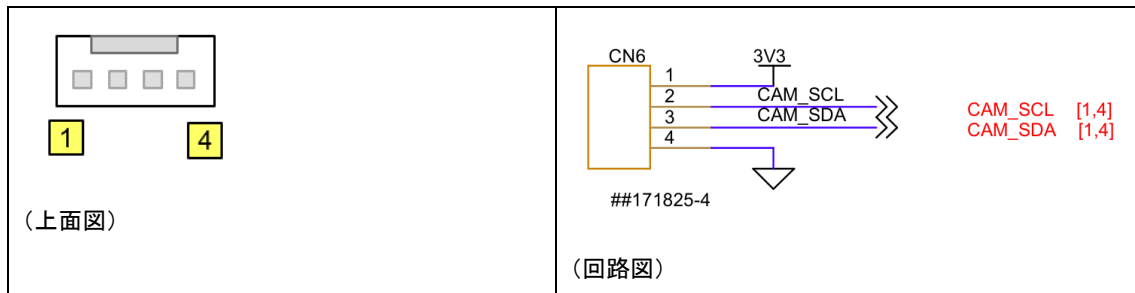 1
4
（上面図）
CN6
3V3
1
2
CAM_SCL
3
CAM_SDA
4
CAM_SCL [1,4]
CAM_SDA [1,4]
##171825-4
（回路図）